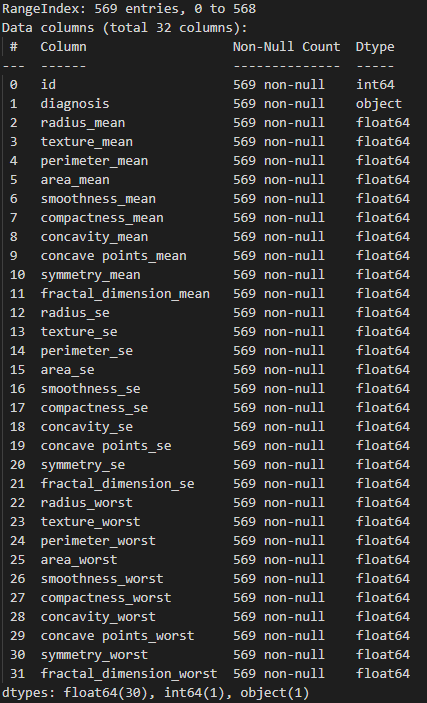 RangeIndex: 569 entries, 0 to 568
Data columns (total 32 columns):
 #   Column                   Non-Null Count  Dtype
---  ------                   --------------  -----
 0   id                       569 non-null    int64
 1   diagnosis                569 non-null    object
 2   radius_mean              569 non-null    float64
 3   texture_mean             569 non-null    float64
 4   perimeter_mean           569 non-null    float64
 5   area_mean                569 non-null    float64
 6   smoothness_mean          569 non-null    float64
 7   compactness_mean         569 non-null    float64
 8   concavity_mean           569 non-null    float64
 9   concave points_mean      569 non-null    float64
 10  symmetry_mean            569 non-null    float64
 11  fractal_dimension_mean   569 non-null    float64
 12  radius_se                569 non-null    float64
 13  texture_se               569 non-null    float64
 14  perimeter_se             569 non-null    float64
 15  area_se                  569 non-null    float64
 16  smoothness_se            569 non-null    float64
 17  compactness_se           569 non-null    float64
 18  concavity_se             569 non-null    float64
 19  concave points_se        569 non-null    float64
 20  symmetry_se              569 non-null    float64
 21  fractal_dimension_se     569 non-null    float64
 22  radius_worst             569 non-null    float64
 23  texture_worst            569 non-null    float64
 24  perimeter_worst          569 non-null    float64
 25  area_worst               569 non-null    float64
 26  smoothness_worst         569 non-null    float64
 27  compactness_worst        569 non-null    float64
 28  concavity_worst          569 non-null    float64
 29  concave points_worst     569 non-null    float64
 30  symmetry_worst           569 non-null    float64
 31  fractal_dimension_worst  569 non-null    float64
dtypes: float64(30), int64(1), object(1)